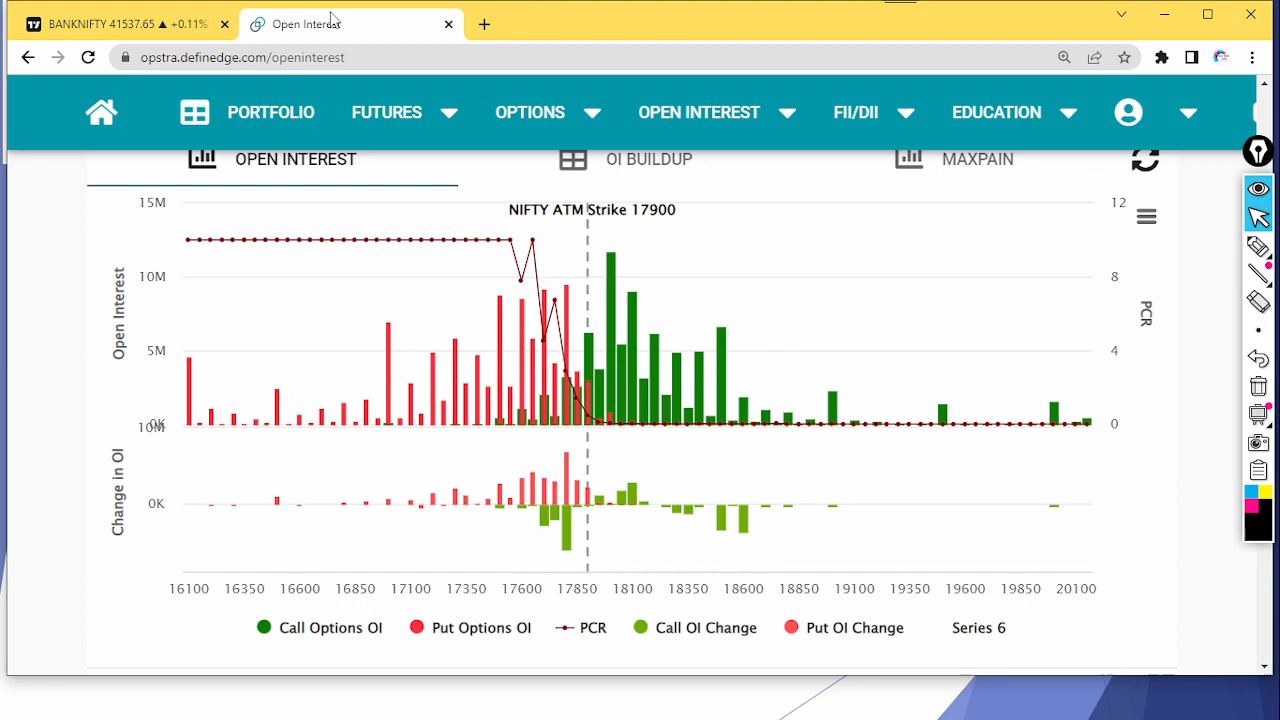 BANKNIFTY 41537.65 ▲ +0.11%
Open Interest
opstra.definedge.com/openinterest
PORTFOLIO FUTURES OPTIONS OPEN INTEREST FII/DII EDUCATION
OPEN INTEREST OI BUILDUP MAXPAIN
NIFTY ATM Strike 17900
15M
10M
5M
0K
Open Interest
12
8
4
0
PCR
10M
0K
Change in OI
16100 16350 16600 16850 17100 17350 17600 17850 18100 18350 18600 18850 19100 19350 19600 19850 20100
Call Options OI Put Options OI PCR Call OI Change Put OI Change Series 6